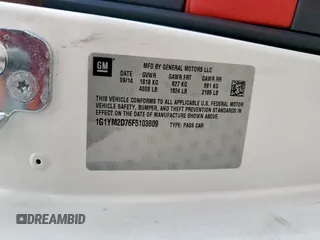 GM
MFD BY GENERAL MOTORS LLC
DATE GVWR GAWR FRT GAWR RR
09/14 1818 KG 827 KG 991 KG
4009 LB 1824 LB 2185 LB
THIS VEHICLE CONFORMS TO ALL APPLICABLE U.S. FEDERAL MOTOR VEHICLE
SAFETY, BUMPER, AND THEFT PREVENTION STANDARDS
IN EFFECT ON THE DATE OF MANUFACTURE SHOWN ABOVE.
1G1YM2D76F5103809 TYPE: PASS CAR
DREAMBID